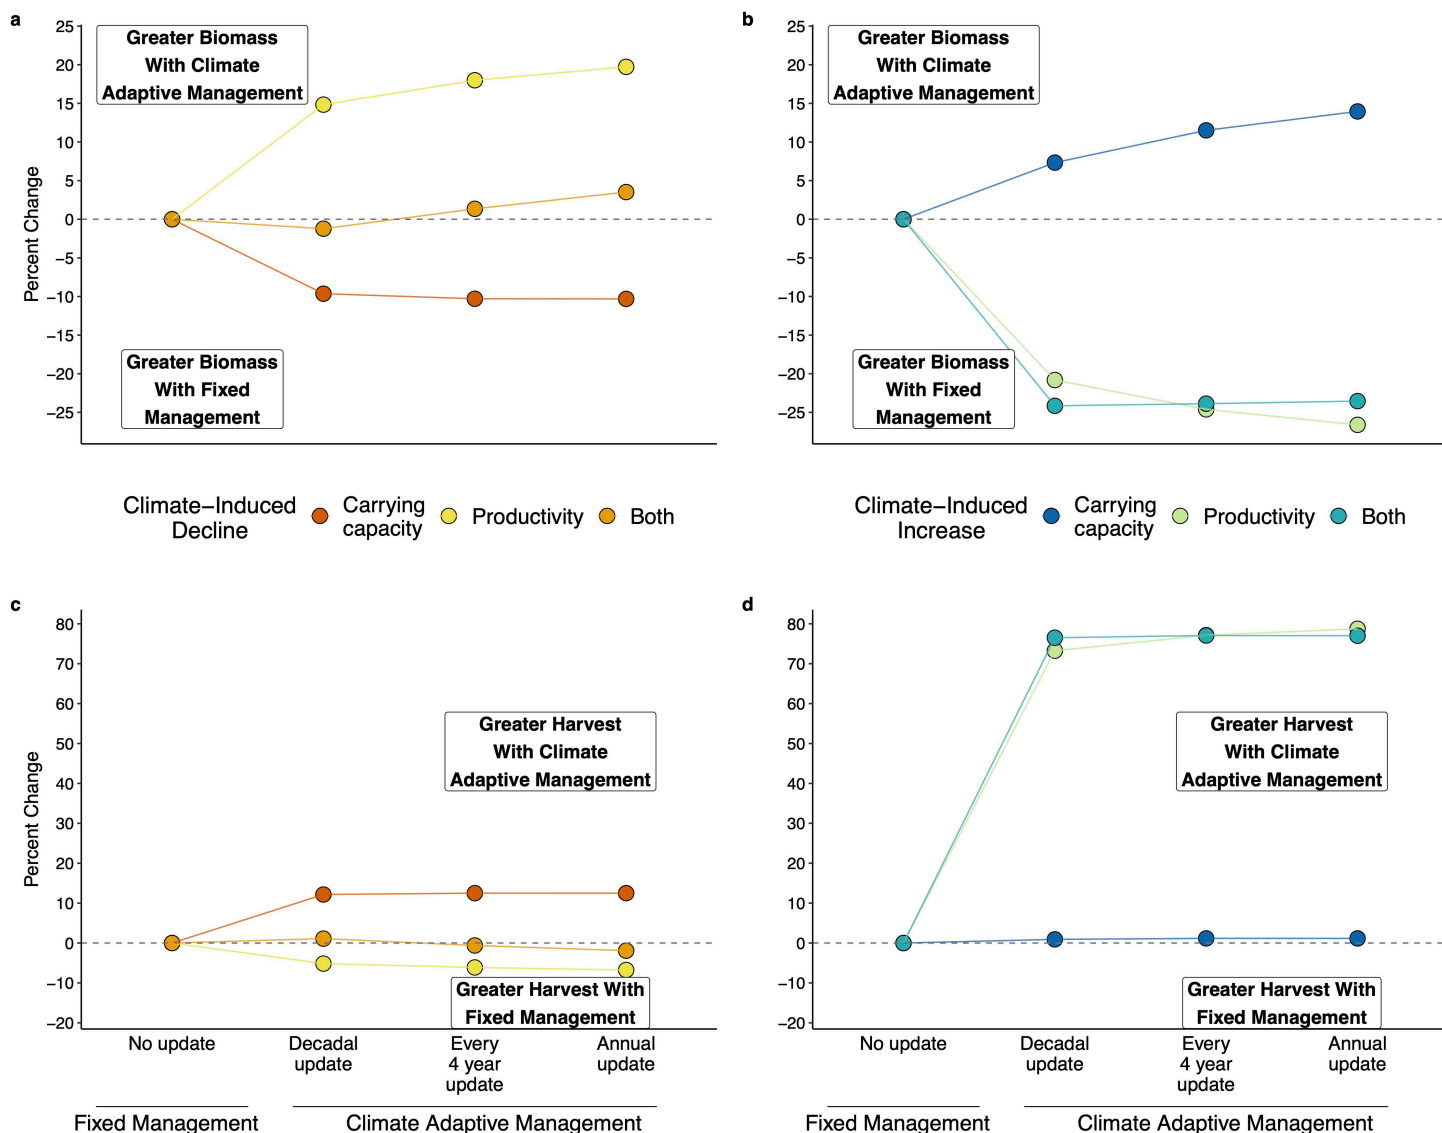 a
25
20
15
10
5
0
−5
−10
−15
−20
−25
Percent Change
Greater Biomass
With Climate
Adaptive Management
Greater Biomass
With Fixed
Management
b
25
20
15
10
5
0
−5
−10
−15
−20
−25
Greater Biomass
With Climate
Adaptive Management
Greater Biomass
With Fixed
Management
Climate−Induced
Decline
Carrying
capacity
Productivity
Both
Climate−Induced
Increase
Carrying
capacity
Productivity
Both
c
80
70
60
50
40
30
20
10
0
−10
−20
Percent Change
Greater Harvest
With Climate
Adaptive Management
Greater Harvest With
Fixed Management
No update
Decadal
update
Every
4 year
update
Annual
update
Fixed Management
Climate Adaptive Management
d
80
70
60
50
40
30
20
10
0
−10
−20
Greater Harvest
With Climate
Adaptive Management
Greater Harvest With
Fixed Management
No update
Decadal
update
Every
4 year
update
Annual
update
Fixed Management
Climate Adaptive Management